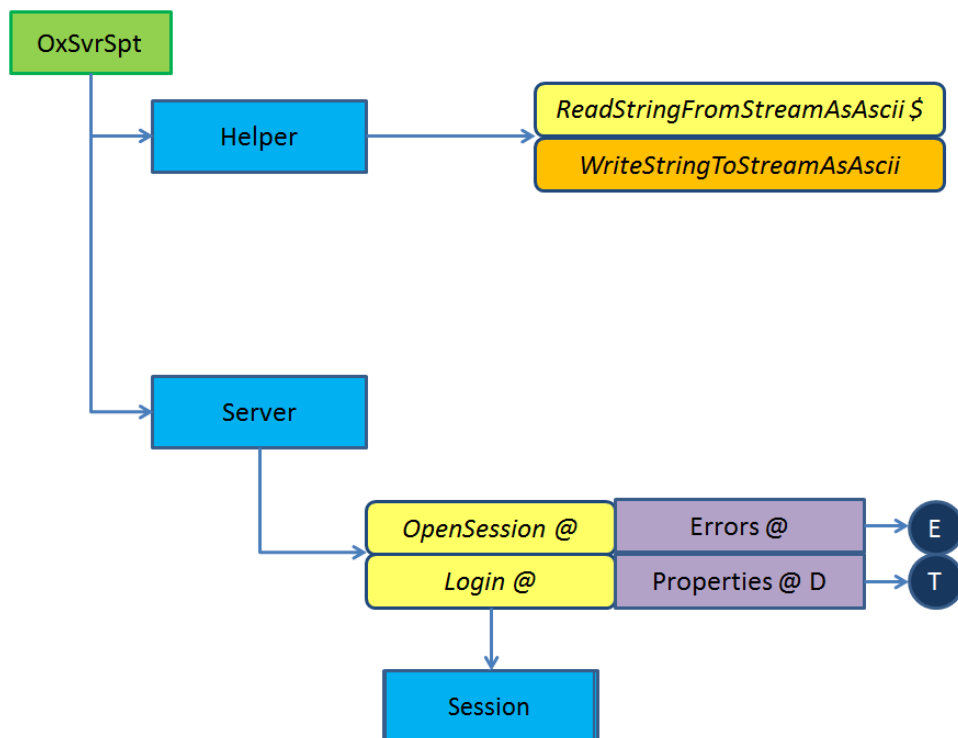 OxSvrSpt
Helper
ReadStringFromStreamAsAscii $
WriteStringToStreamAsAscii
Server
OpenSession @
Errors @
E
Login @
Properties @ D
T
Session